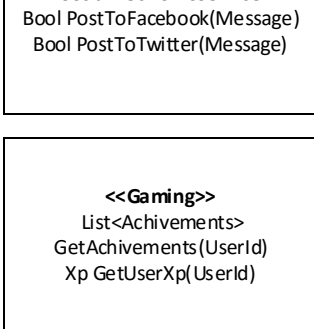 Bool PostToFacebook(Message)
Bool PostToTwitter(Message)
<<Gaming>>
List<Achivements>
GetAchivements(UserId)
Xp GetUserXp(UserId)